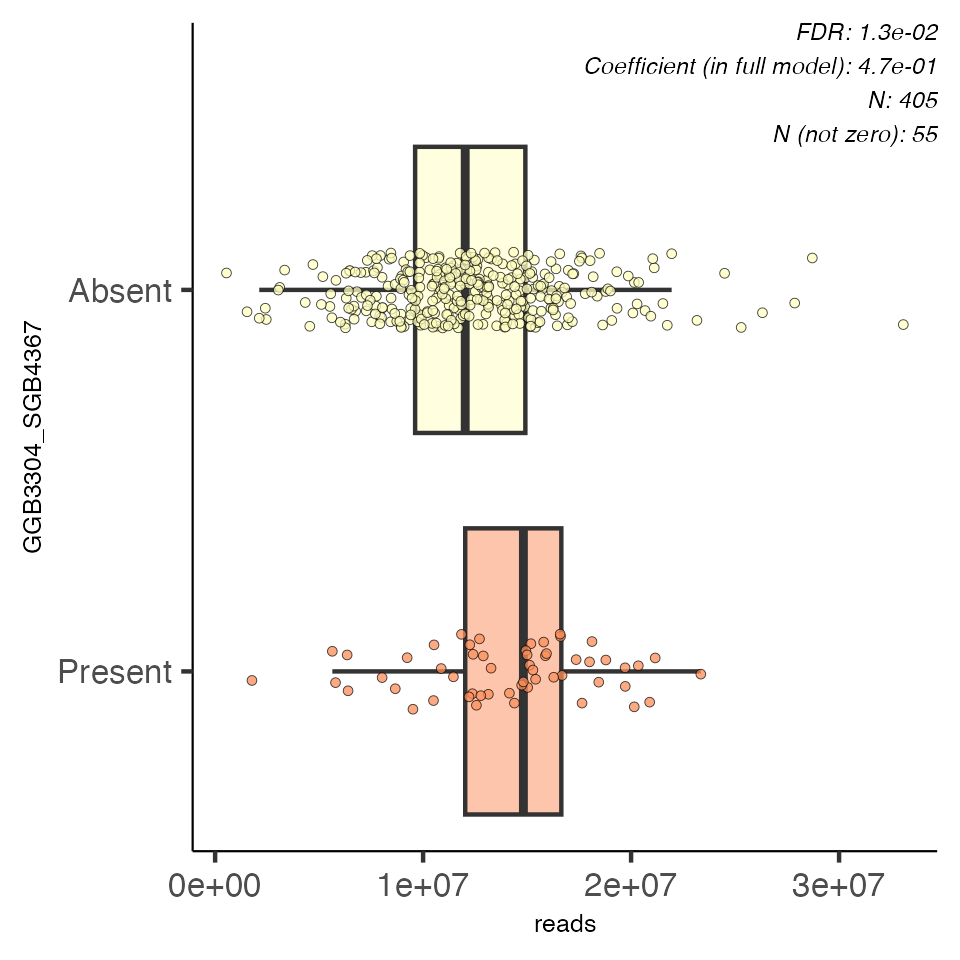 FDR: 1.3e-02
Coefficient (in full model): 4.7e-01
N: 405
N (not zero): 55
Absent
GGB3304_SGB4367
Present
0e+00 1e+07 2e+07 3e+07
reads